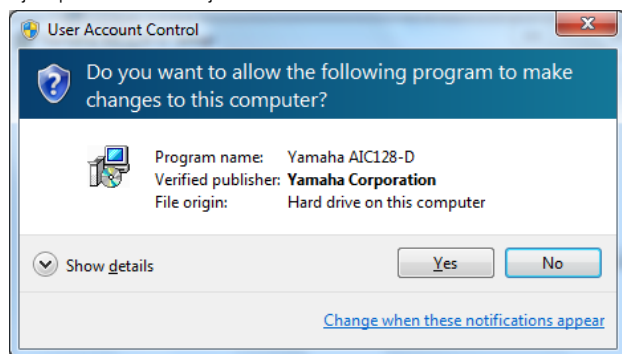 User Account Control
Do you want to allow the following program to make
changes to this computer?
Program name: Yamaha AIC128-D
Verified publisher: Yamaha Corporation
File origin: Hard drive on this computer
Show details
Yes
No
Change when these notifications appear